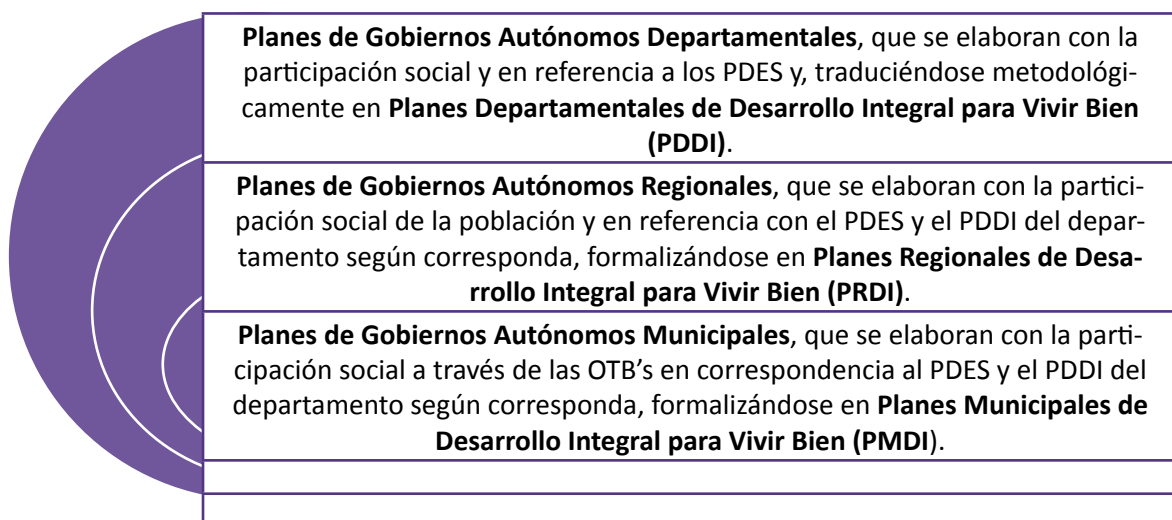 Planes de Gobiernos Autónomos Departamentales, que se elaboran con la
participación social y en referencia a los PDES y, traduciéndose metodológi-
camente en Planes Departamentales de Desarrollo Integral para Vivir Bien
(PDDI).
Planes de Gobiernos Autónomos Regionales, que se elaboran con la partici-
pación social de la población y en referencia con el PDES y el PDDI del depar-
tamento según corresponda, formalizándose en Planes Regionales de Desa-
rrollo Integral para Vivir Bien (PRDI).
Planes de Gobiernos Autónomos Municipales, que se elaboran con la parti-
cipación social a través de las OTB’s en correspondencia al PDES y el PDDI del
departamento según corresponda, formalizándose en Planes Municipales de
Desarrollo Integral para Vivir Bien (PMDI).